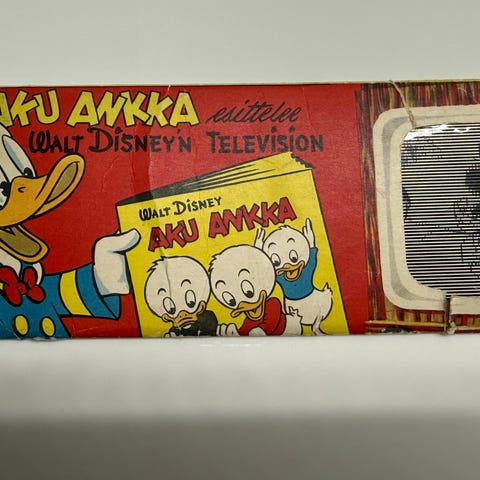 AKU ANKKA esittelee
WALT DISNEY'N TELEVISION
WALT DISNEY
AKU ANKKA